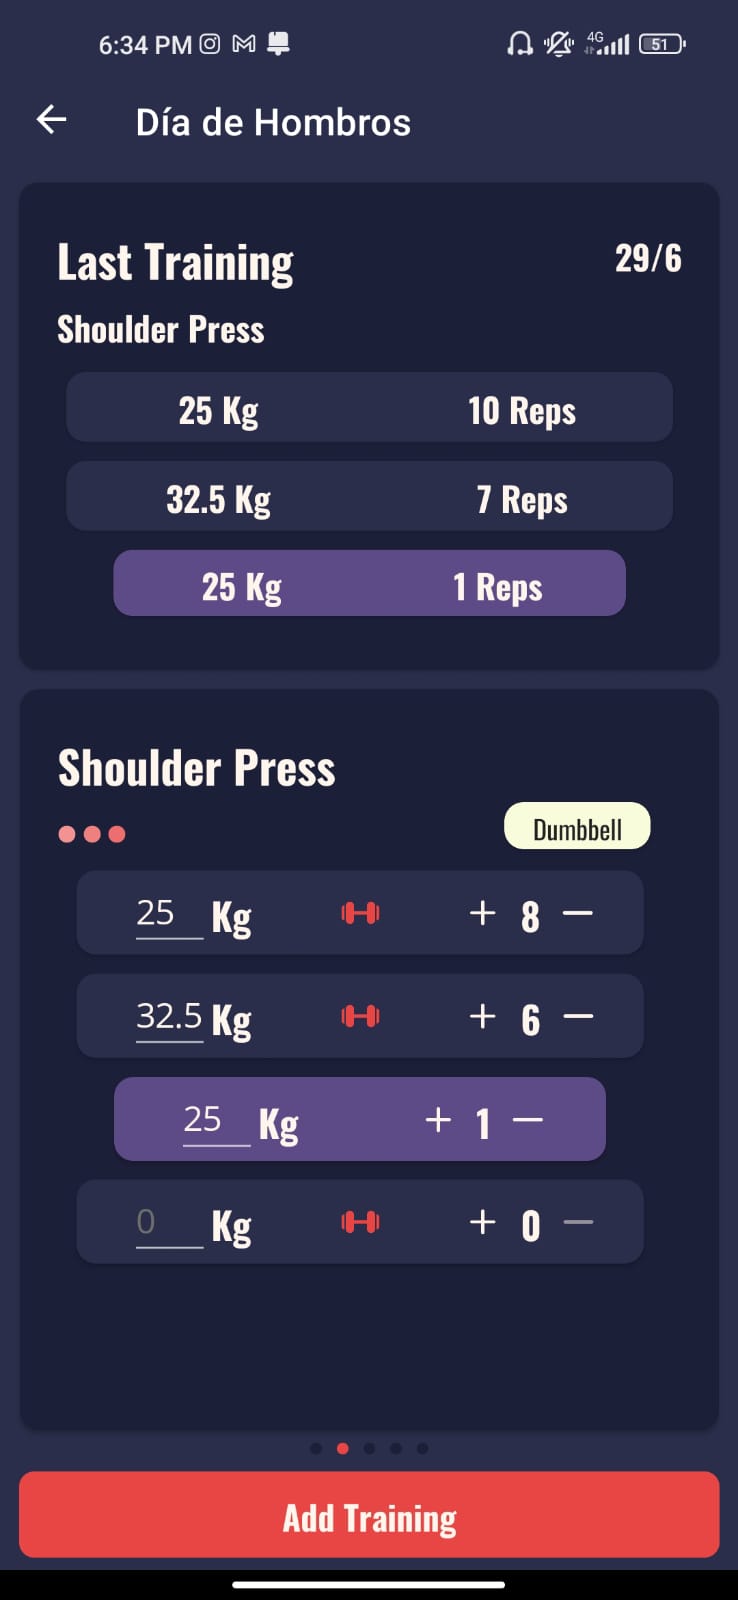 6:34 PM 4G 51
Día de Hombros
Last Training 29/6
Shoulder Press
25 Kg 10 Reps
32.5 Kg 7 Reps
25 Kg 1 Reps
Shoulder Press
Dumbbell
25 Kg + 8 −
32.5 Kg + 6 −
25 Kg + 1 −
0 Kg + 0 −
Add Training